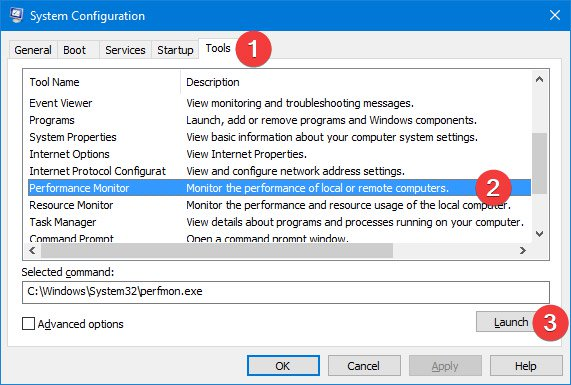 System Configuration
General Boot Services Startup Tools 1
Tool Name Description
Event Viewer View monitoring and troubleshooting messages.
Programs Launch, add or remove programs and Windows components.
System Properties View basic information about your computer system settings.
Internet Options View Internet Properties.
Internet Protocol Configurat View and configure network address settings.
Performance Monitor Monitor the performance of local or remote computers. 2
Resource Monitor Monitor the performance and resource usage of the local computer.
Task Manager View details about programs and processes running on your computer.
Command Prompt Open a command prompt window.
Selected command:
C:\Windows\System32\perfmon.exe
Advanced options
Launch 3
OK Cancel Apply Help